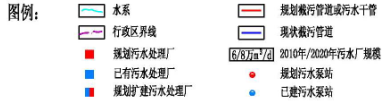 图例:
水系
规划截污管道或污水干管
行政区界线
现状截污管道
规划污水处理厂
6/8万m³/d
2010年/2020年污水厂规模
已有污水处理厂
规划污水泵站
规划扩建污水处理厂
已建污水泵站